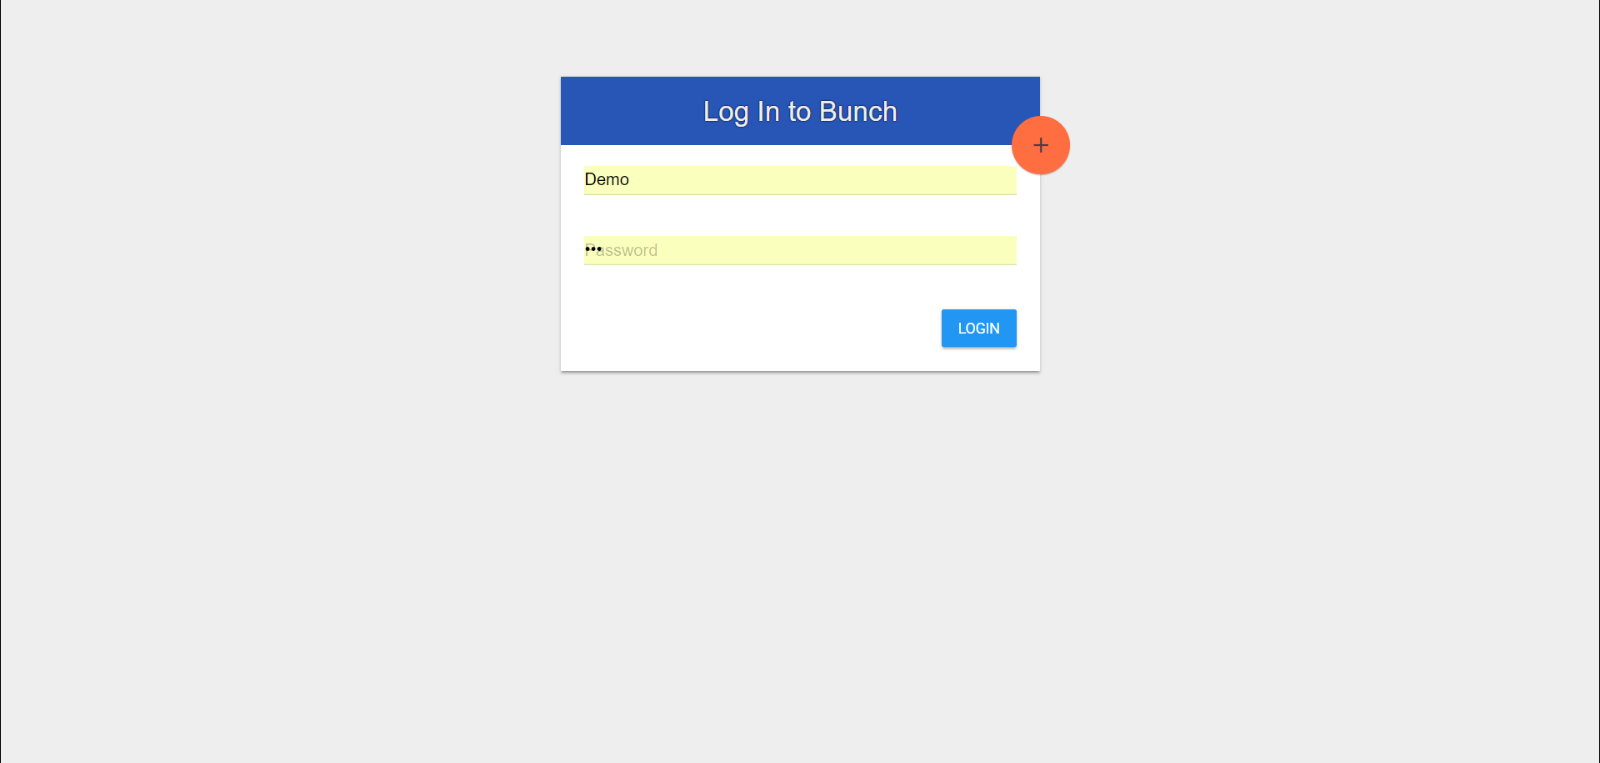 Log In to Bunch
+
Demo
•••
Password
LOGIN